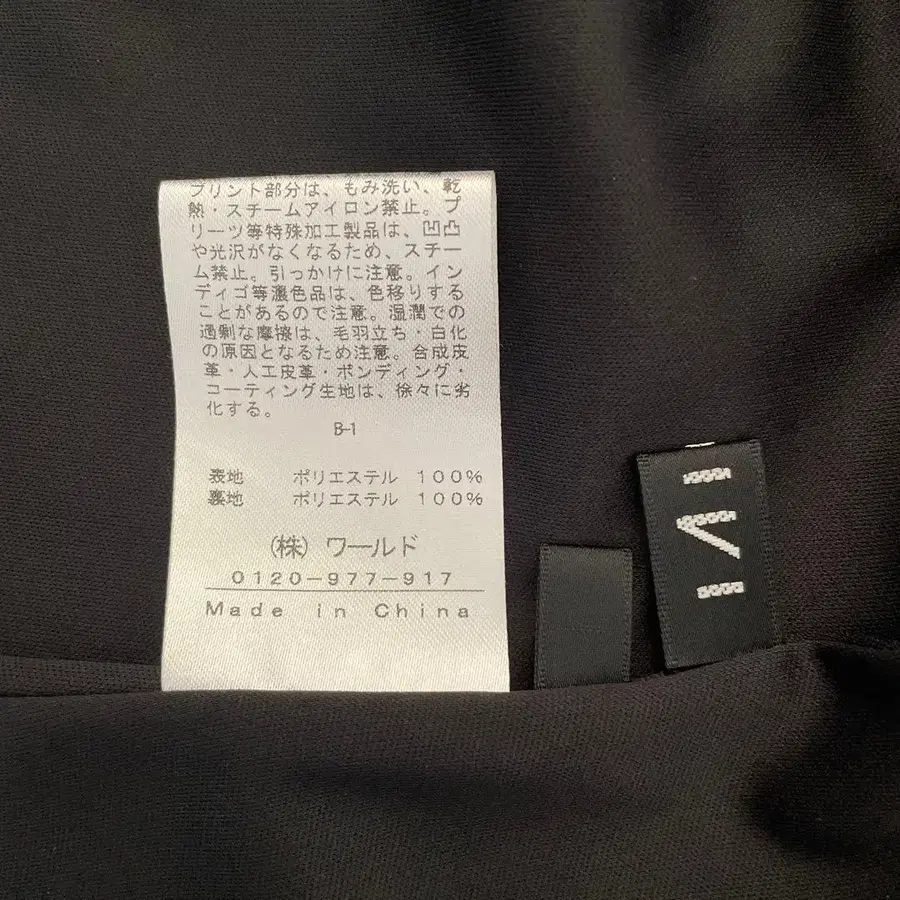 プリント部分は、もみ洗い、乾
熱・スチームアイロン禁止。プ
リーツ等特殊加工製品は、凹凸
や光沢がなくなるため、スチー
ム禁止。引っかけに注意。イン
ディゴ等濃色品は、色移りする
ことがあるので注意。湿潤での
過剰な摩擦は、毛羽立ち・白化
の原因となるため注意。合成皮
革・人工皮革・ボンディング・
コーティング生地は、徐々に劣
化する。
B-1
表地 ポリエステル 100%
裏地 ポリエステル 100%
(株) ワールド
0120-977-917
Made in China